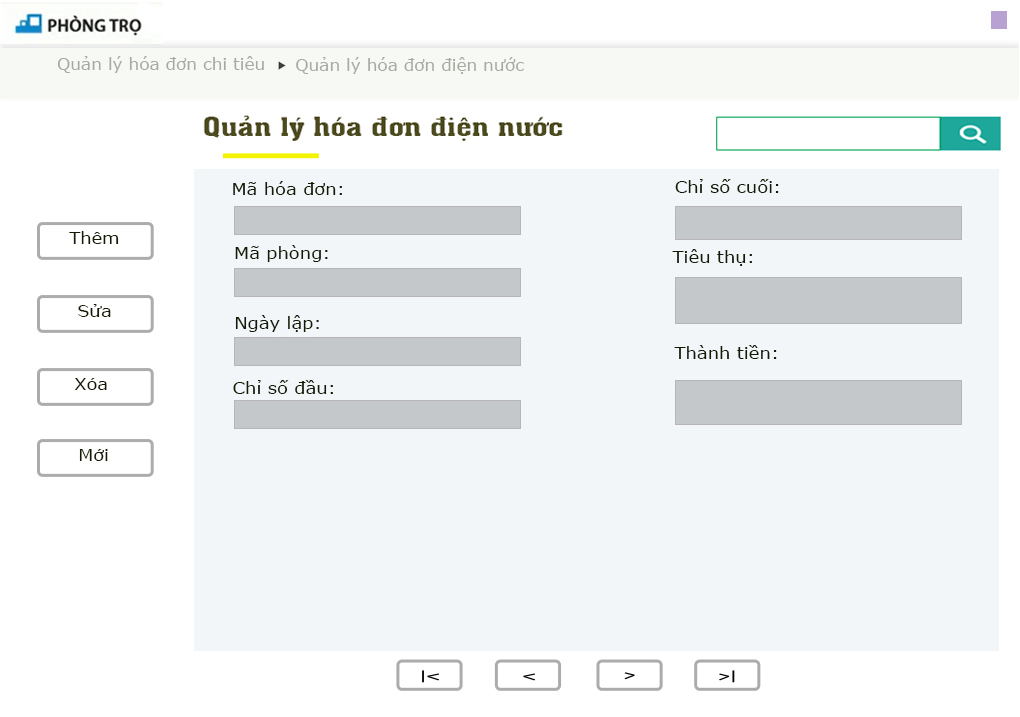 PHÒNG TRỌ
Quản lý hóa đơn chi tiêu ▸ Quản lý hóa đơn điện nước
Quản lý hóa đơn điện nước
Mã hóa đơn:
Mã phòng:
Ngày lập:
Chỉ số đầu:
Chỉ số cuối:
Tiêu thụ:
Thành tiền:
Thêm
Sửa
Xóa
Mới
|< < > >|